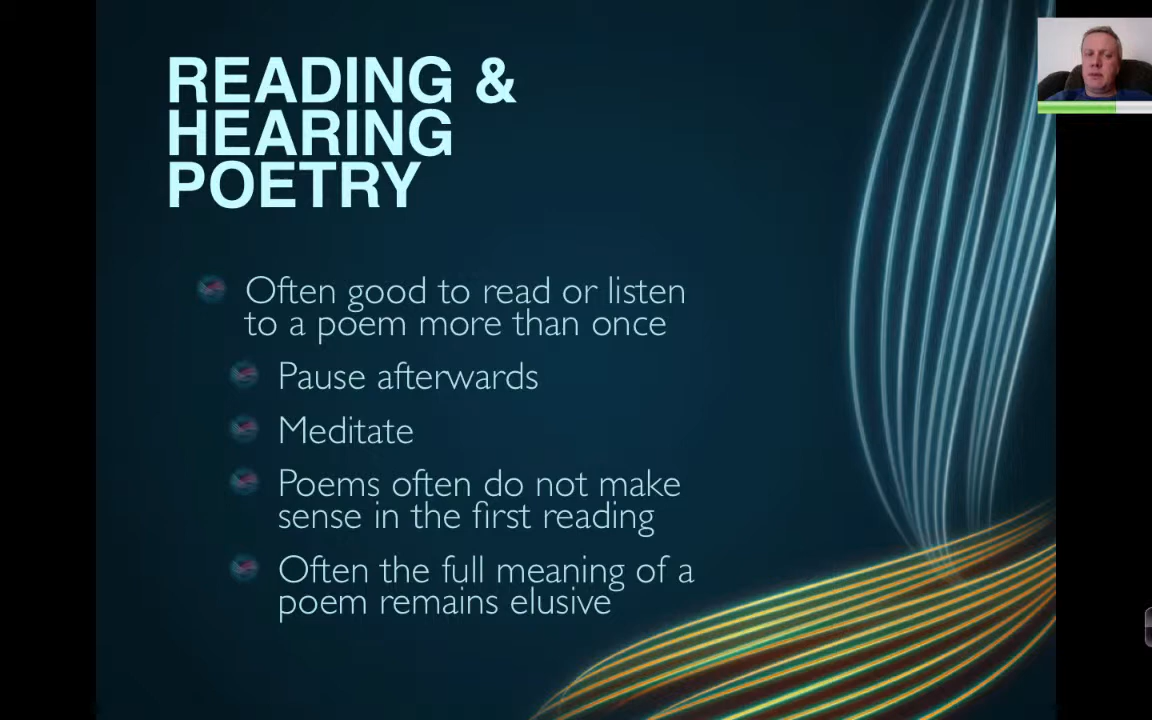 READING &
HEARING
POETRY
Often good to read or listen
to a poem more than once
Pause afterwards
Meditate
Poems often do not make
sense in the first reading
Often the full meaning of a
poem remains elusive